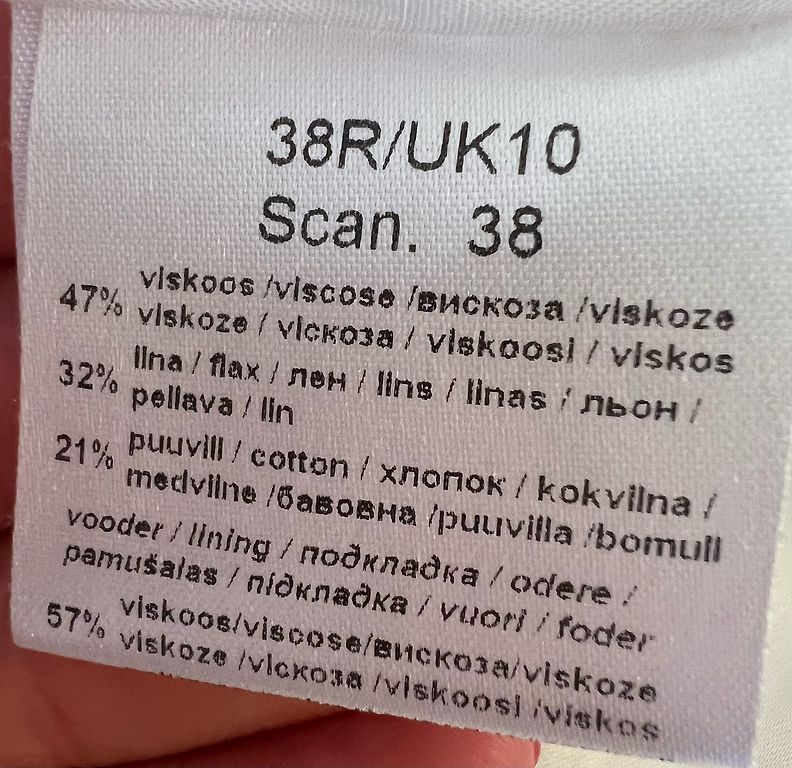 38R/UK10
Scan. 38
47% viskoos /viscose /вискоза /viskoze
viskoze / vіскоза / viskoosi / viskos
32% lina / flax / лен / lins / linas / льон /
pellava / lin
21% puuvill / cotton / хлопок / kokvilna /
medvilne /бавовна /puuvilla /bomull
vooder / lining / подкладка / odere /
pamušalas / підкладка / vuori / foder
57% viskoos/viscose/вискоза/viskoze
viskoze /vіскоза /viskoosi /viskos